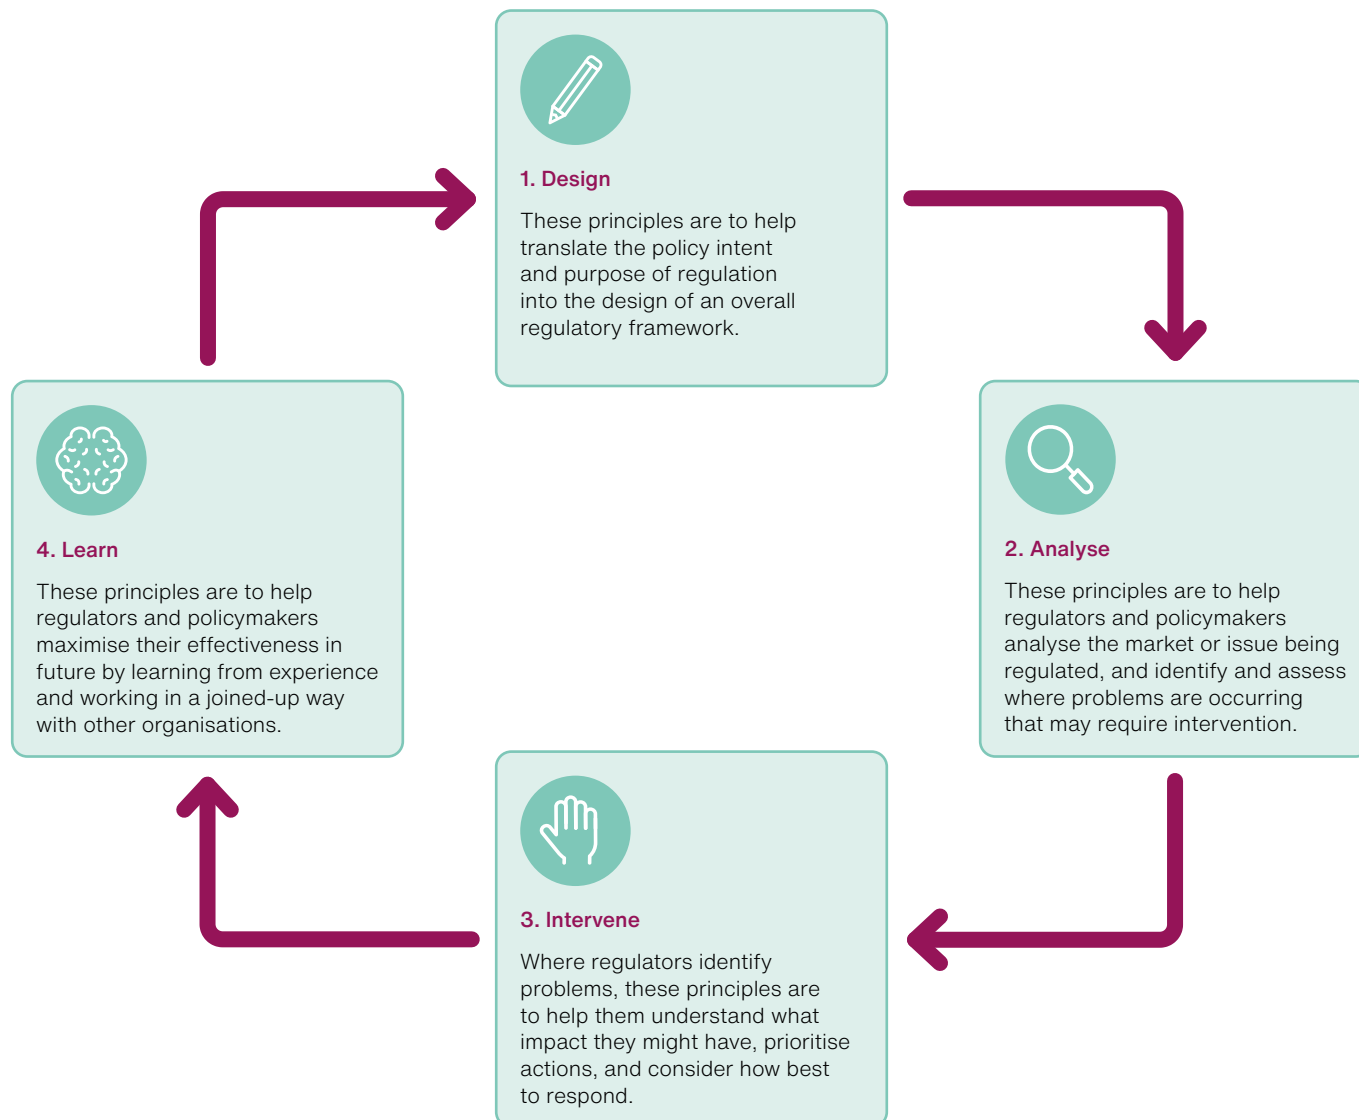 1. Design
These principles are to help
translate the policy intent
and purpose of regulation
into the design of an overall
regulatory framework.
2. Analyse
These principles are to help
regulators and policymakers
analyse the market or issue being
regulated, and identify and assess
where problems are occurring
that may require intervention.
3. Intervene
Where regulators identify
problems, these principles are
to help them understand what
impact they might have, prioritise
actions, and consider how best
to respond.
4. Learn
These principles are to help
regulators and policymakers
maximise their effectiveness in
future by learning from experience
and working in a joined-up way
with other organisations.